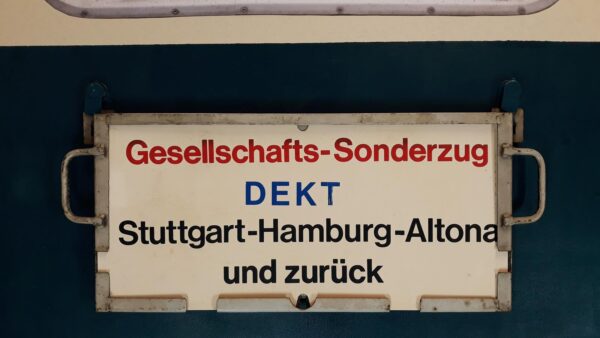 Gesellschafts-Sonderzug
DEKT
Stuttgart-Hamburg-Altona
und zurück